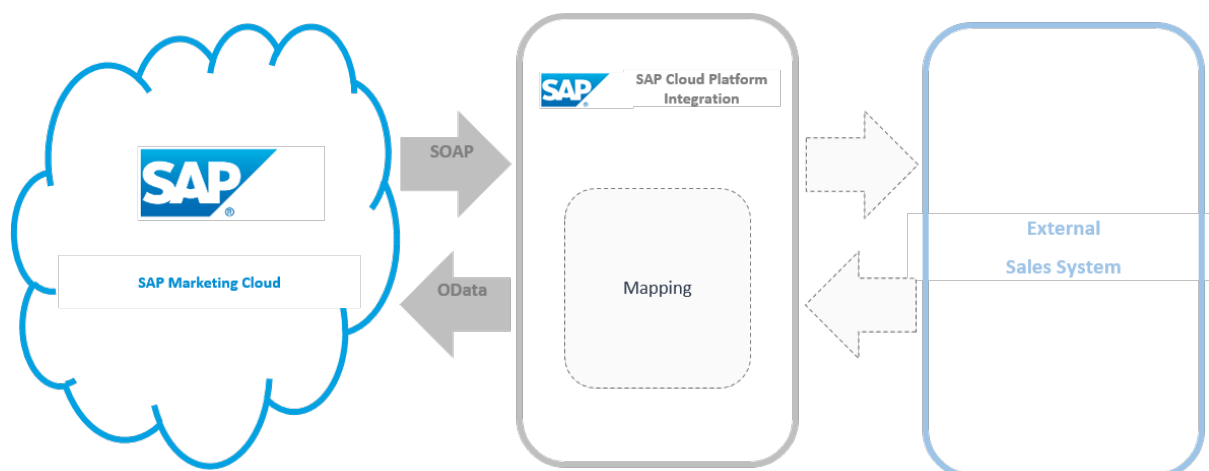 SAP
®
SAP Marketing Cloud
SOAP
OData
SAP
®
SAP Cloud Platform
Integration
Mapping
External
Sales System